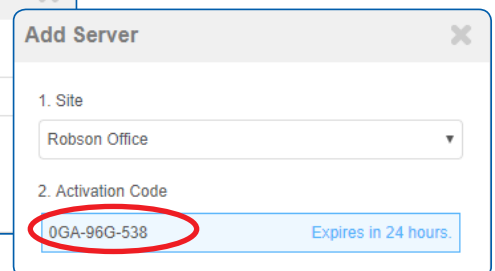 Add Server
1. Site
Robson Office
2. Activation Code
0GA-96G-538 Expires in 24 hours.